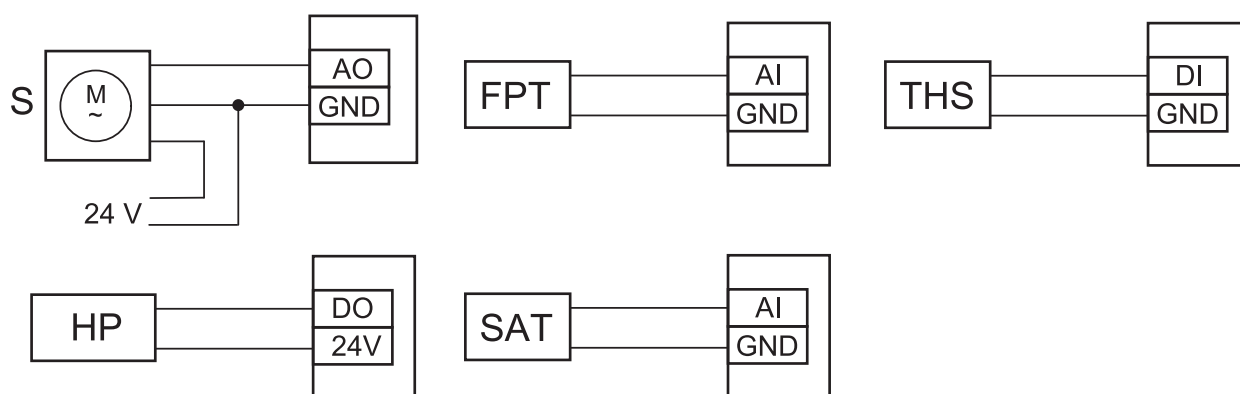 S
M
~
AO
GND
24 V
FPT
AI
GND
THS
DI
GND
HP
DO
24V
SAT
AI
GND